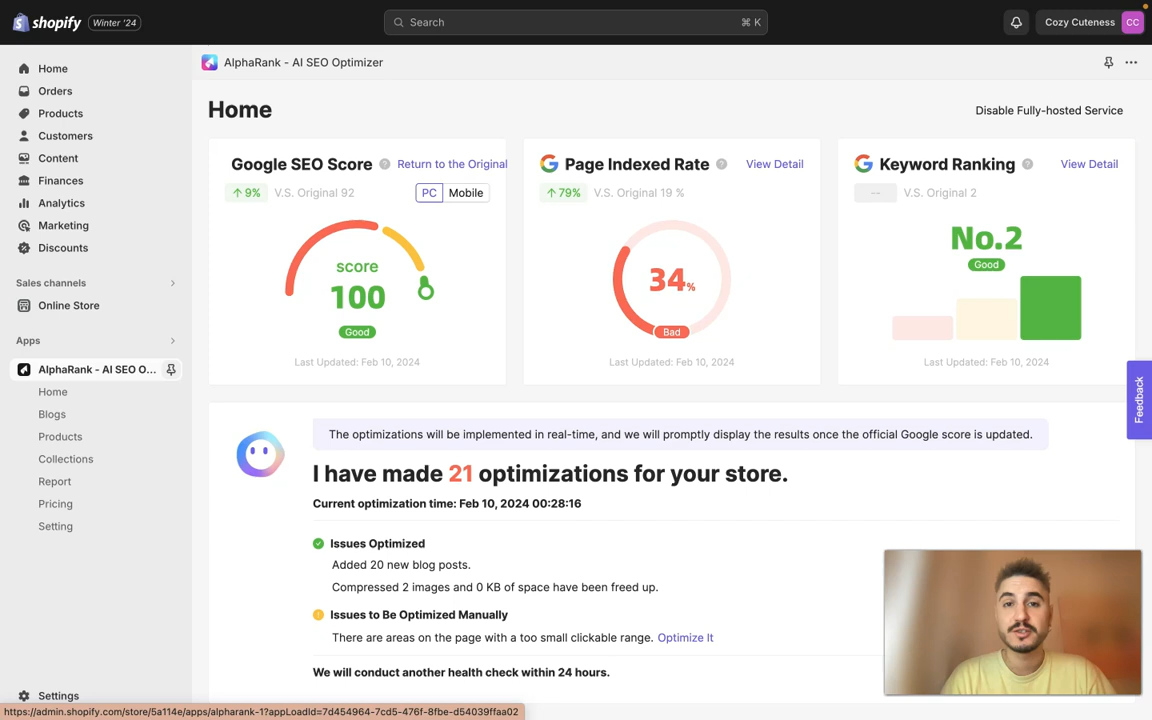 shopify Winter '24
Search ⌘ K
Cozy Cuteness CC
Home
Orders
Products
Customers
Content
Finances
Analytics
Marketing
Discounts
Sales channels
Online Store
Apps
AlphaRank - AI SEO O...
Home
Blogs
Products
Collections
Report
Pricing
Setting
Settings
AlphaRank - AI SEO Optimizer
Home
Disable Fully-hosted Service
Google SEO Score ? Return to the Original
↑ 9% V.S. Original 92 PC Mobile
score
100
Good
Last Updated: Feb 10, 2024
Page Indexed Rate ? View Detail
↑ 79% V.S. Original 19 %
34%
Bad
Last Updated: Feb 10, 2024
Keyword Ranking ? View Detail
-- V.S. Original 2
No.2
Good
Last Updated: Feb 10, 2024
Feedback
The optimizations will be implemented in real-time, and we will promptly display the results once the official Google score is updated.
I have made 21 optimizations for your store.
Current optimization time: Feb 10, 2024 00:28:16
Issues Optimized
Added 20 new blog posts.
Compressed 2 images and 0 KB of space have been freed up.
Issues to Be Optimized Manually
There are areas on the page with a too small clickable range. Optimize It
We will conduct another health check within 24 hours.
https://admin.shopify.com/store/5a114e/apps/alpharank-1?appLoadId=7d454964-7cd5-476f-8fbe-d54039ffaa02